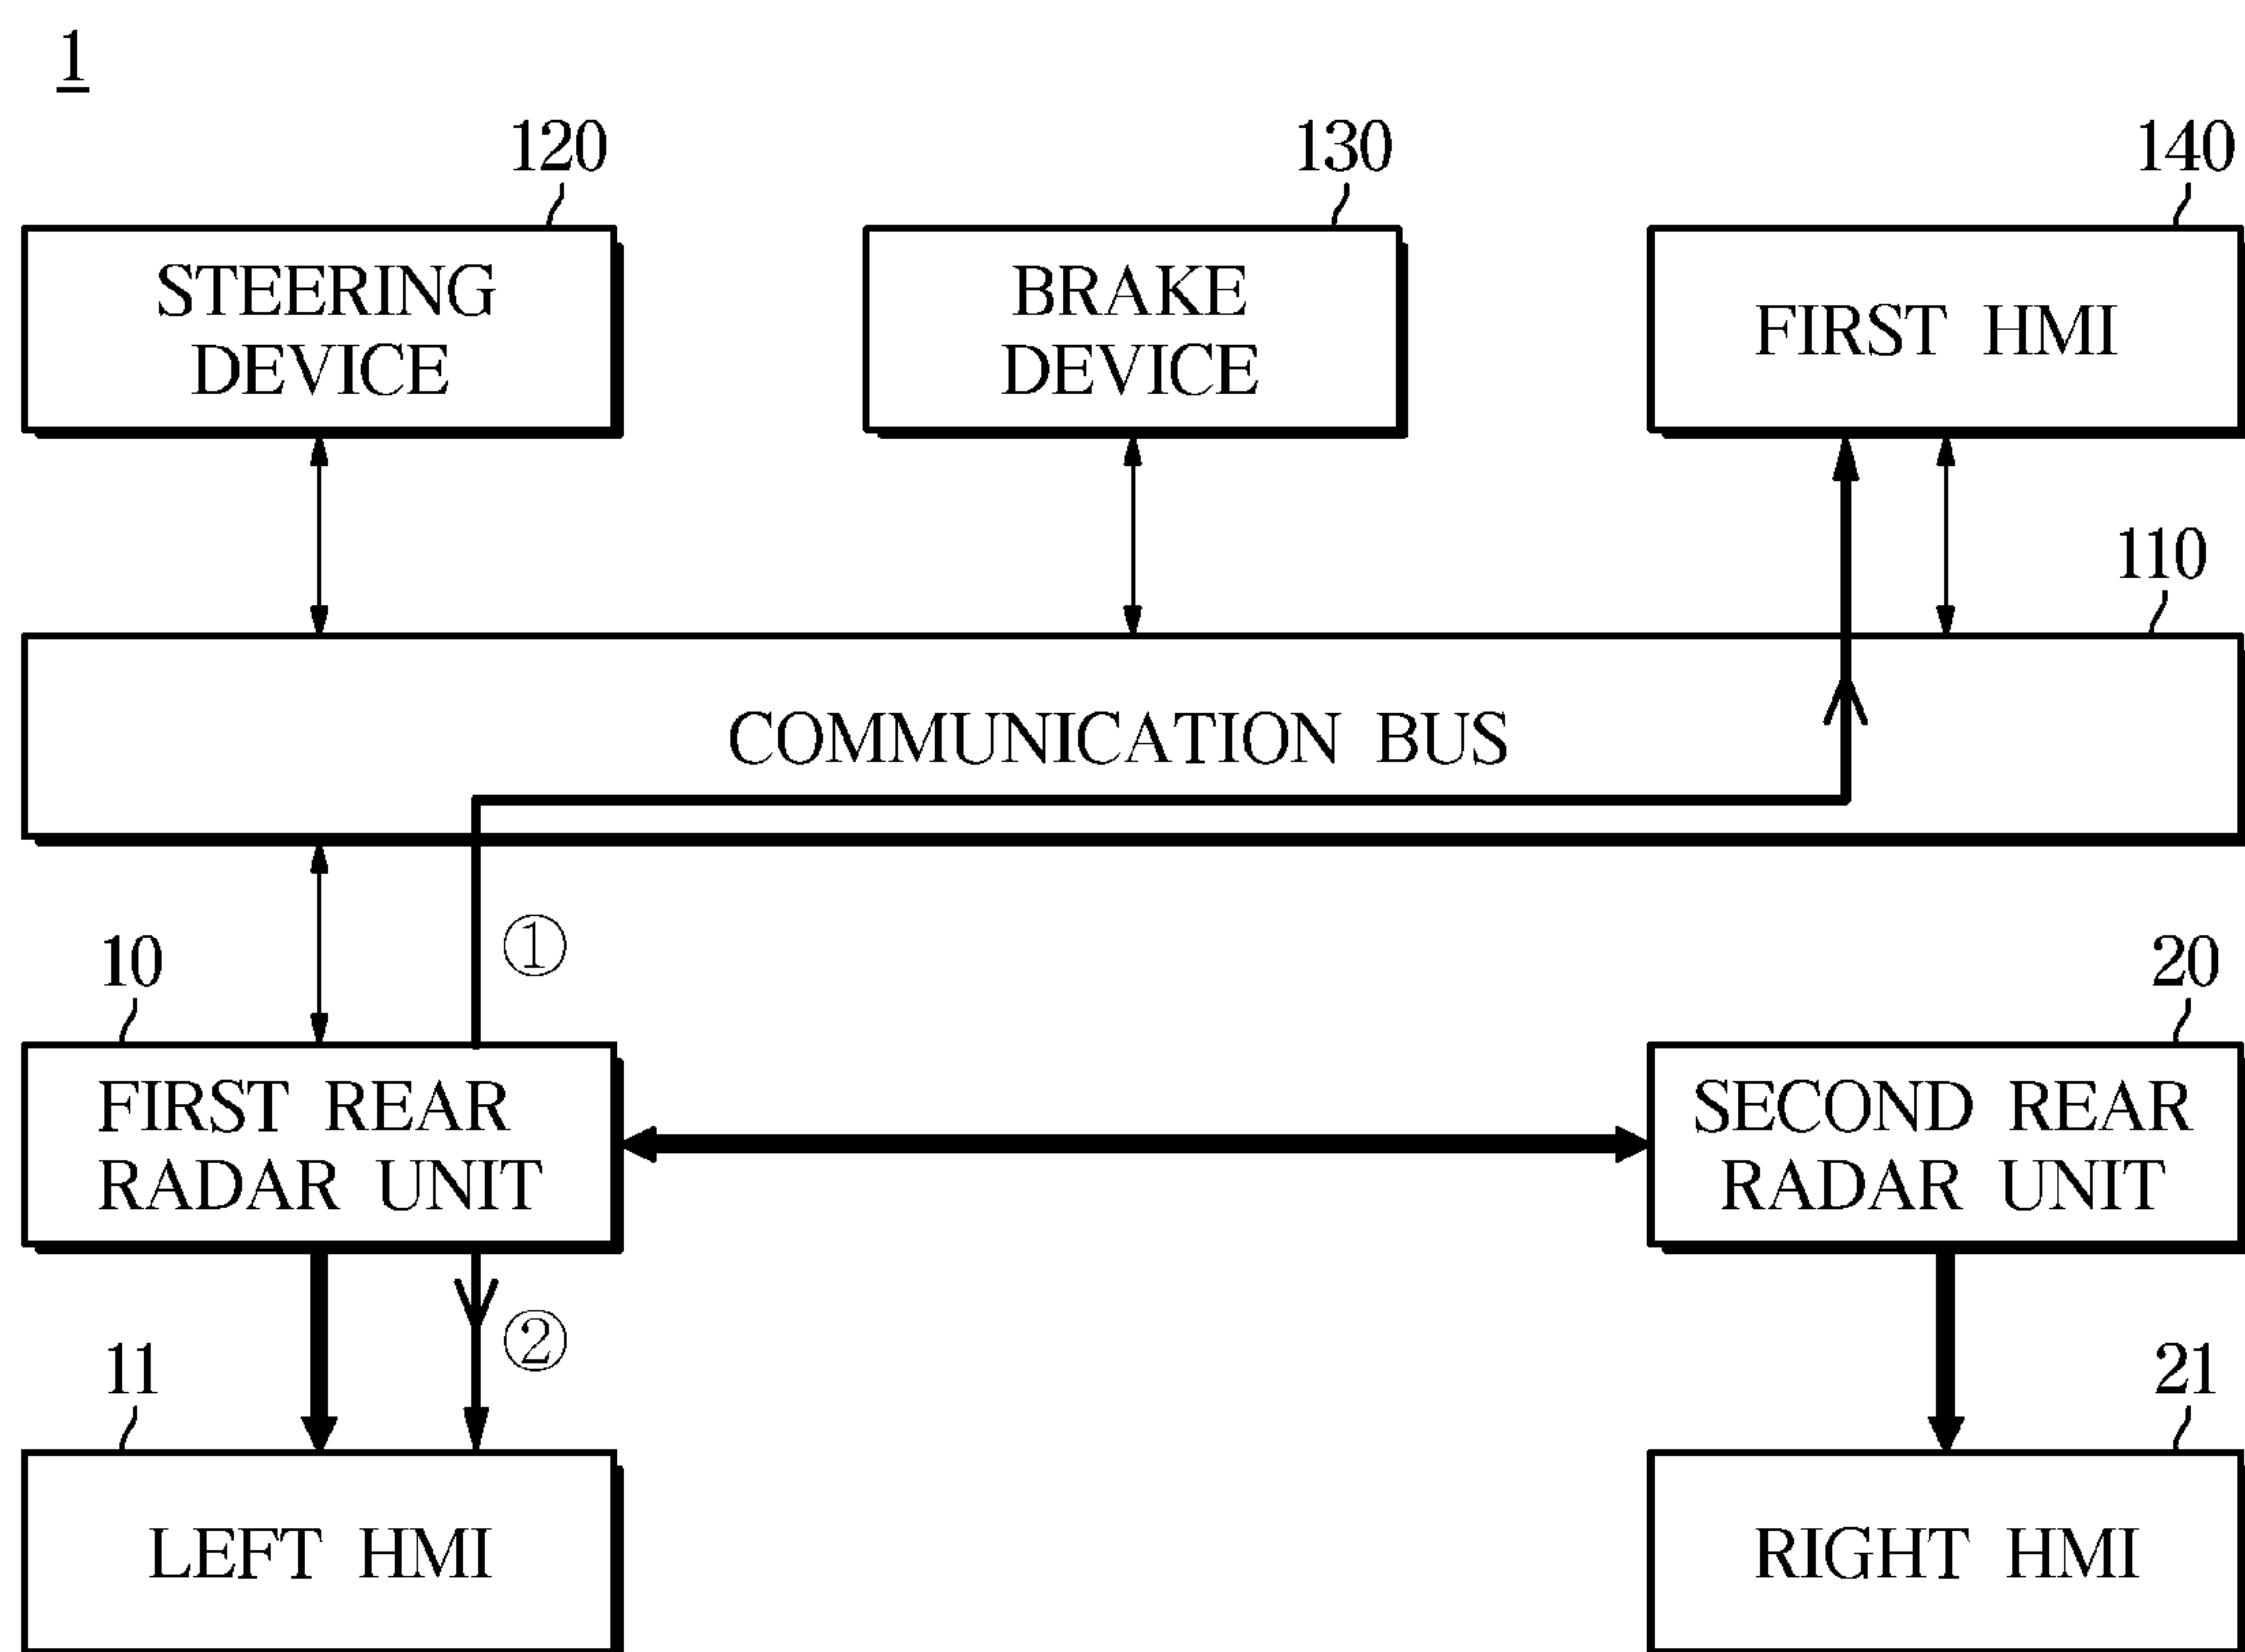 1
120
130
140
STEERING
DEVICE
BRAKE
DEVICE
FIRST HMI
110
COMMUNICATION BUS
①
10
20
FIRST REAR
RADAR UNIT
SECOND REAR
RADAR UNIT
②
11
21
LEFT HMI
RIGHT HMI